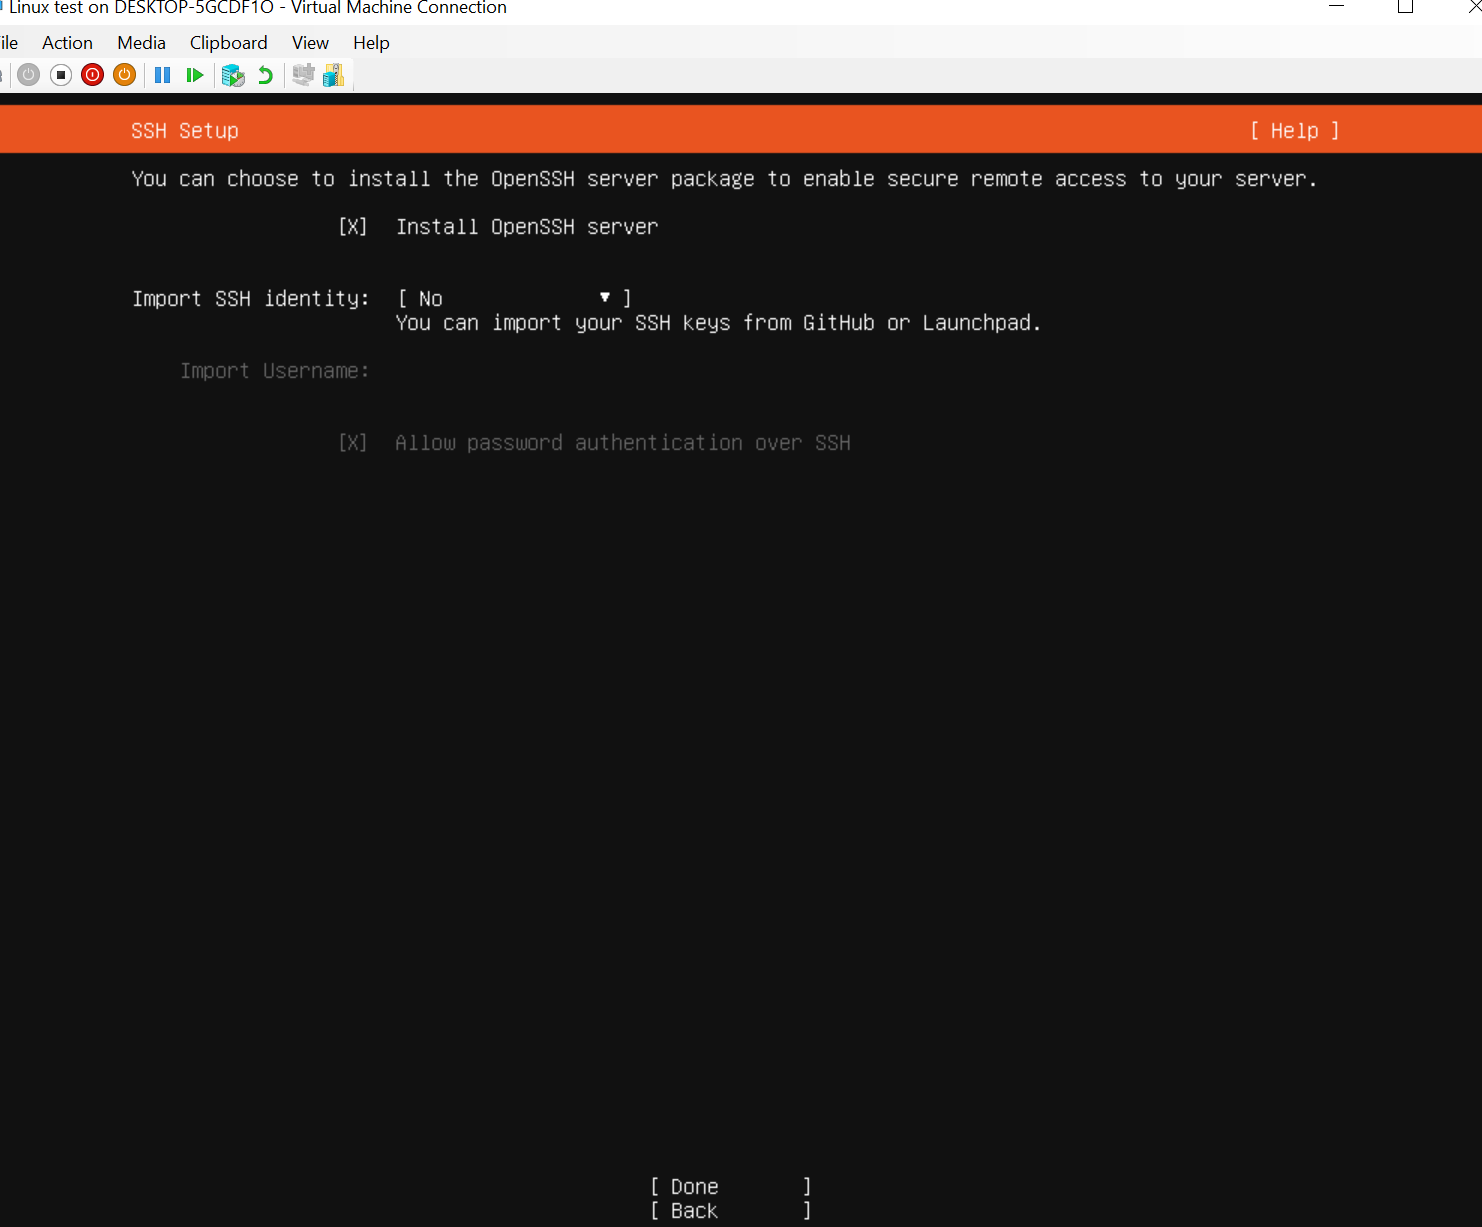 Linux test on DESKTOP-5GCDF1O - Virtual Machine Connection
ile Action Media Clipboard View Help
SSH Setup [ Help ]
You can choose to install the OpenSSH server package to enable secure remote access to your server.
[X] Install OpenSSH server
Import SSH identity: [ No ▾ ]
You can import your SSH keys from GitHub or Launchpad.
Import Username:
[X] Allow password authentication over SSH
[ Done ]
[ Back ]